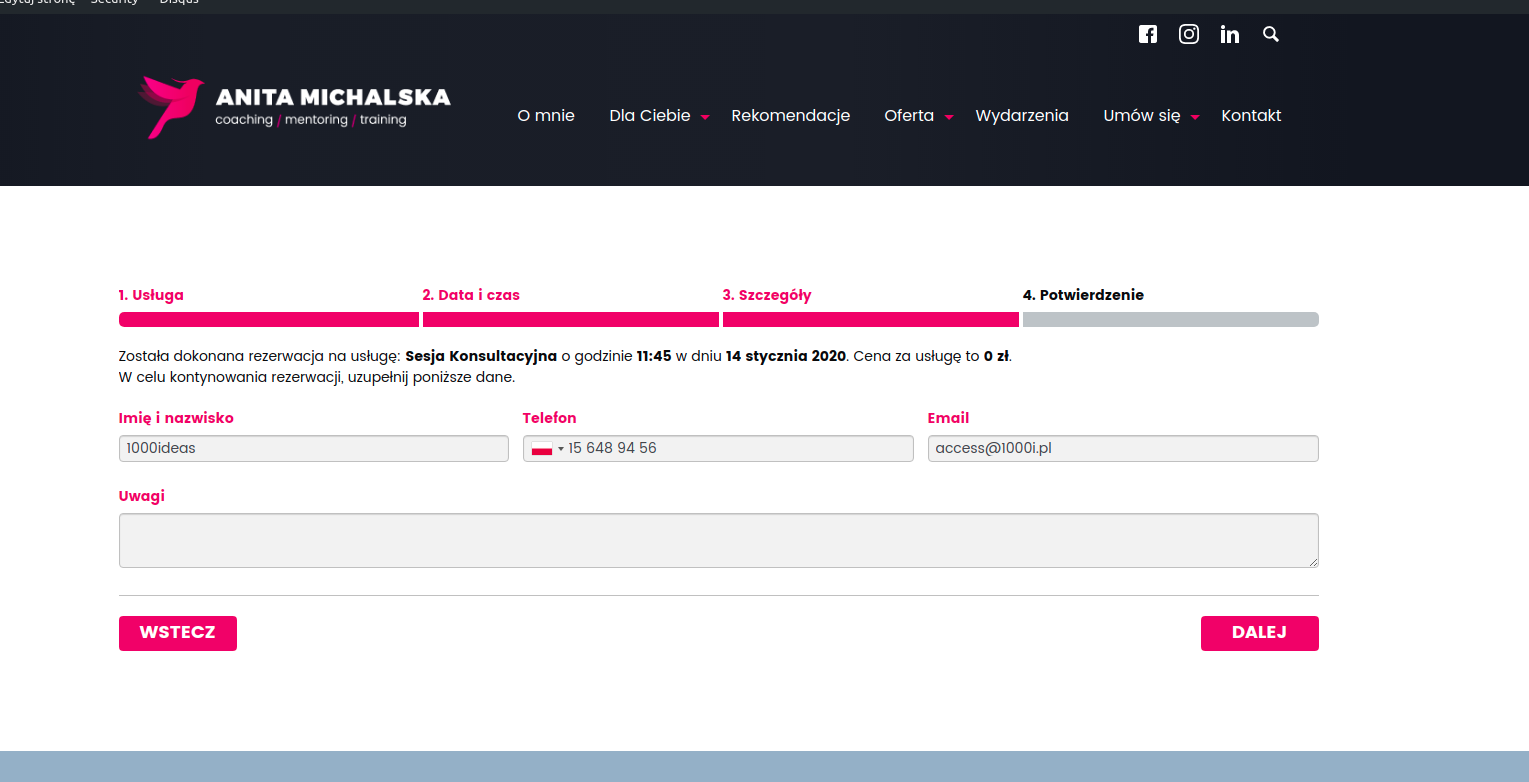 Edytuj stronę Security Disqus
ANITA MICHALSKA
coaching / mentoring / training
O mnie Dla Ciebie Rekomendacje Oferta Wydarzenia Umów się Kontakt
1. Usługa 2. Data i czas 3. Szczegóły 4. Potwierdzenie
Została dokonana rezerwacja na usługę: Sesja Konsultacyjna o godzinie 11:45 w dniu 14 stycznia 2020. Cena za usługę to 0 zł.
W celu kontynowania rezerwacji, uzupełnij poniższe dane.
Imię i nazwisko Telefon Email
1000ideas 15 648 94 56 access@1000i.pl
Uwagi
WSTECZ DALEJ